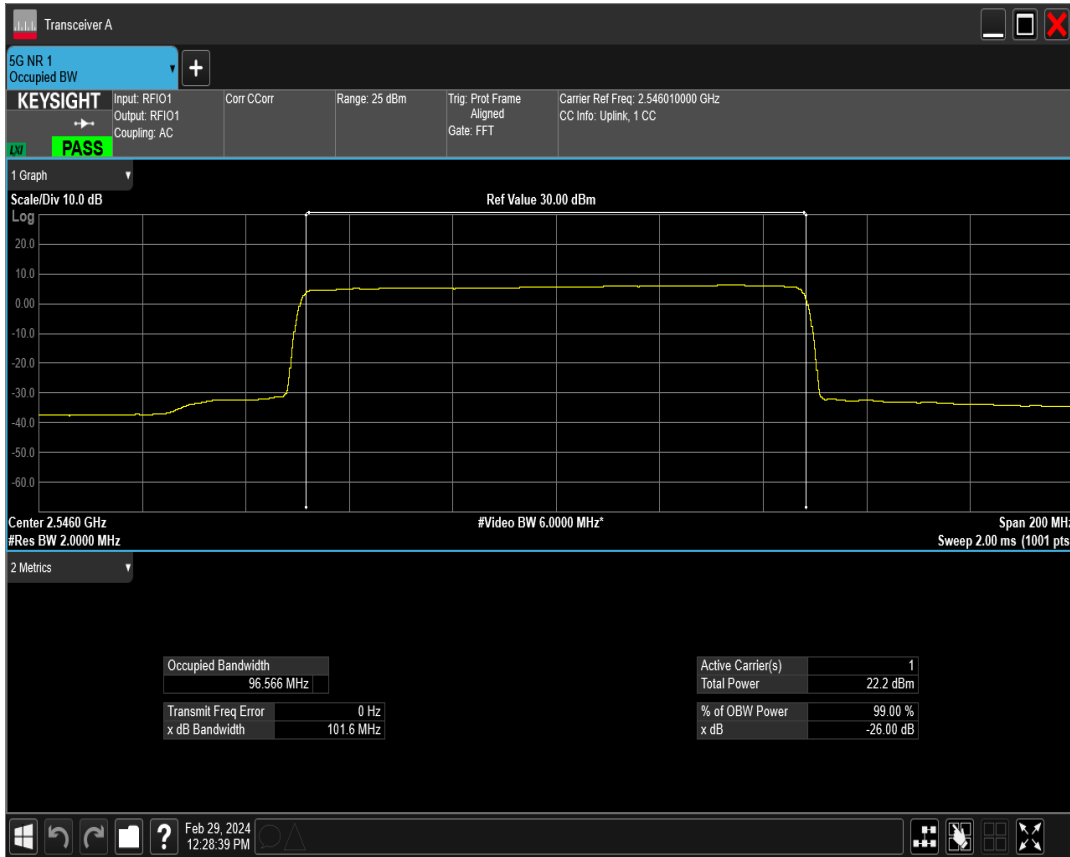 Transceiver A
5G NR 1
Occupied BW
KEYSIGHT
LXI
PASS
Input: RFIO1
Output: RFIO1
Coupling: AC
Corr CCorr
Range: 25 dBm
Trig: Prot Frame
Aligned
Gate: FFT
Carrier Ref Freq: 2.546010000 GHz
CC Info: Uplink, 1 CC
1 Graph
Scale/Div 10.0 dB
Ref Value 30.00 dBm
Log
20.0
10.0
0.00
-10.0
-20.0
-30.0
-40.0
-50.0
-60.0
Center 2.5460 GHz
#Video BW 6.0000 MHz*
Span 200 MHz
#Res BW 2.0000 MHz
Sweep 2.00 ms (1001 pts
2 Metrics
Occupied Bandwidth
96.566 MHz
Transmit Freq Error 0 Hz
x dB Bandwidth 101.6 MHz
Active Carrier(s) 1
Total Power 22.2 dBm
% of OBW Power 99.00 %
x dB -26.00 dB
?
Feb 29, 2024
12:28:39 PM